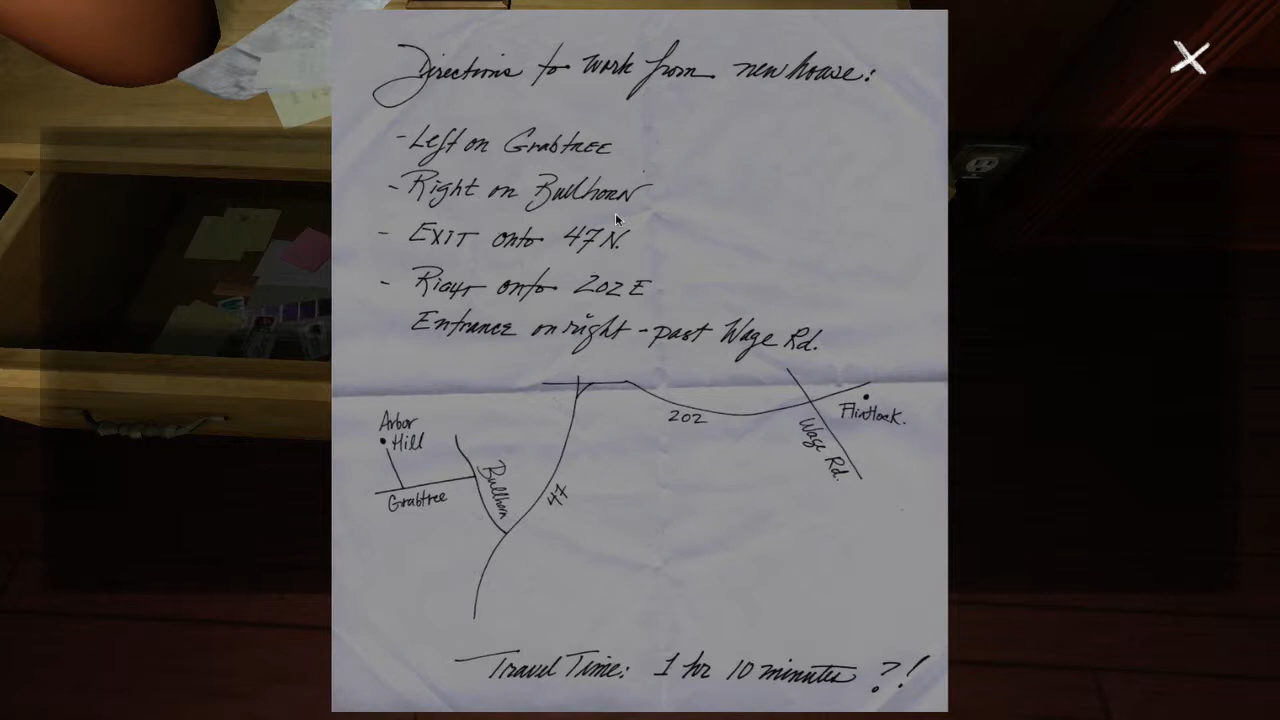 Directions to work from new house:
- Left on Grabtree
- Right on Bullhorn
- Exit onto 47 N.
- Right onto 202 E
Entrance on right - past Wage Rd.
Arbor
Hill
Grabtree
Bullhorn
47
202
Wage Rd.
Flintlock.
Travel Time: 1 hr 10 minutes ?!